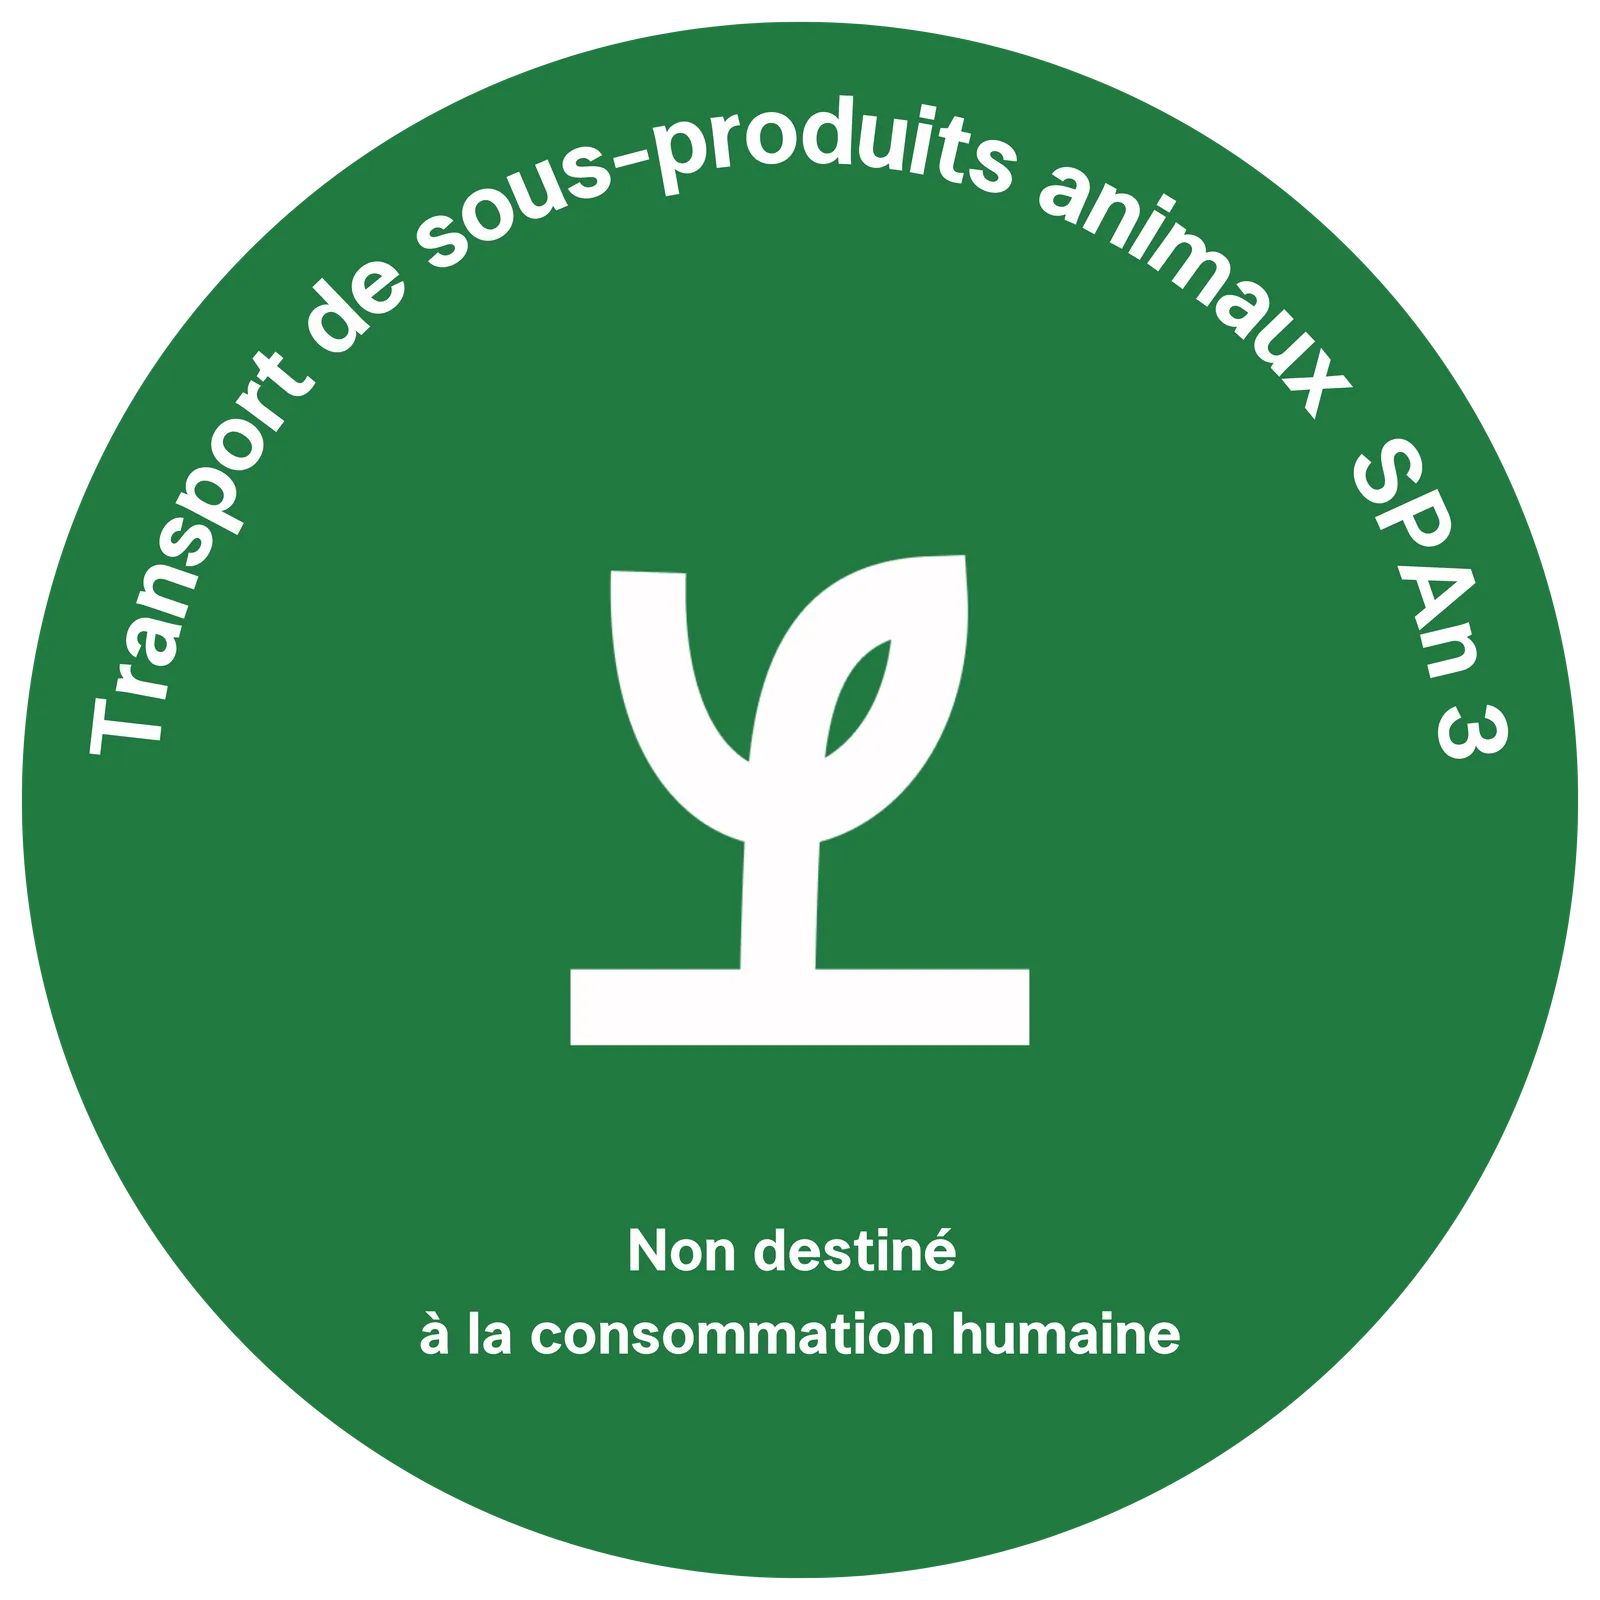 Transport de sous-produits animaux SPAn 3
Non destiné
à la consommation humaine